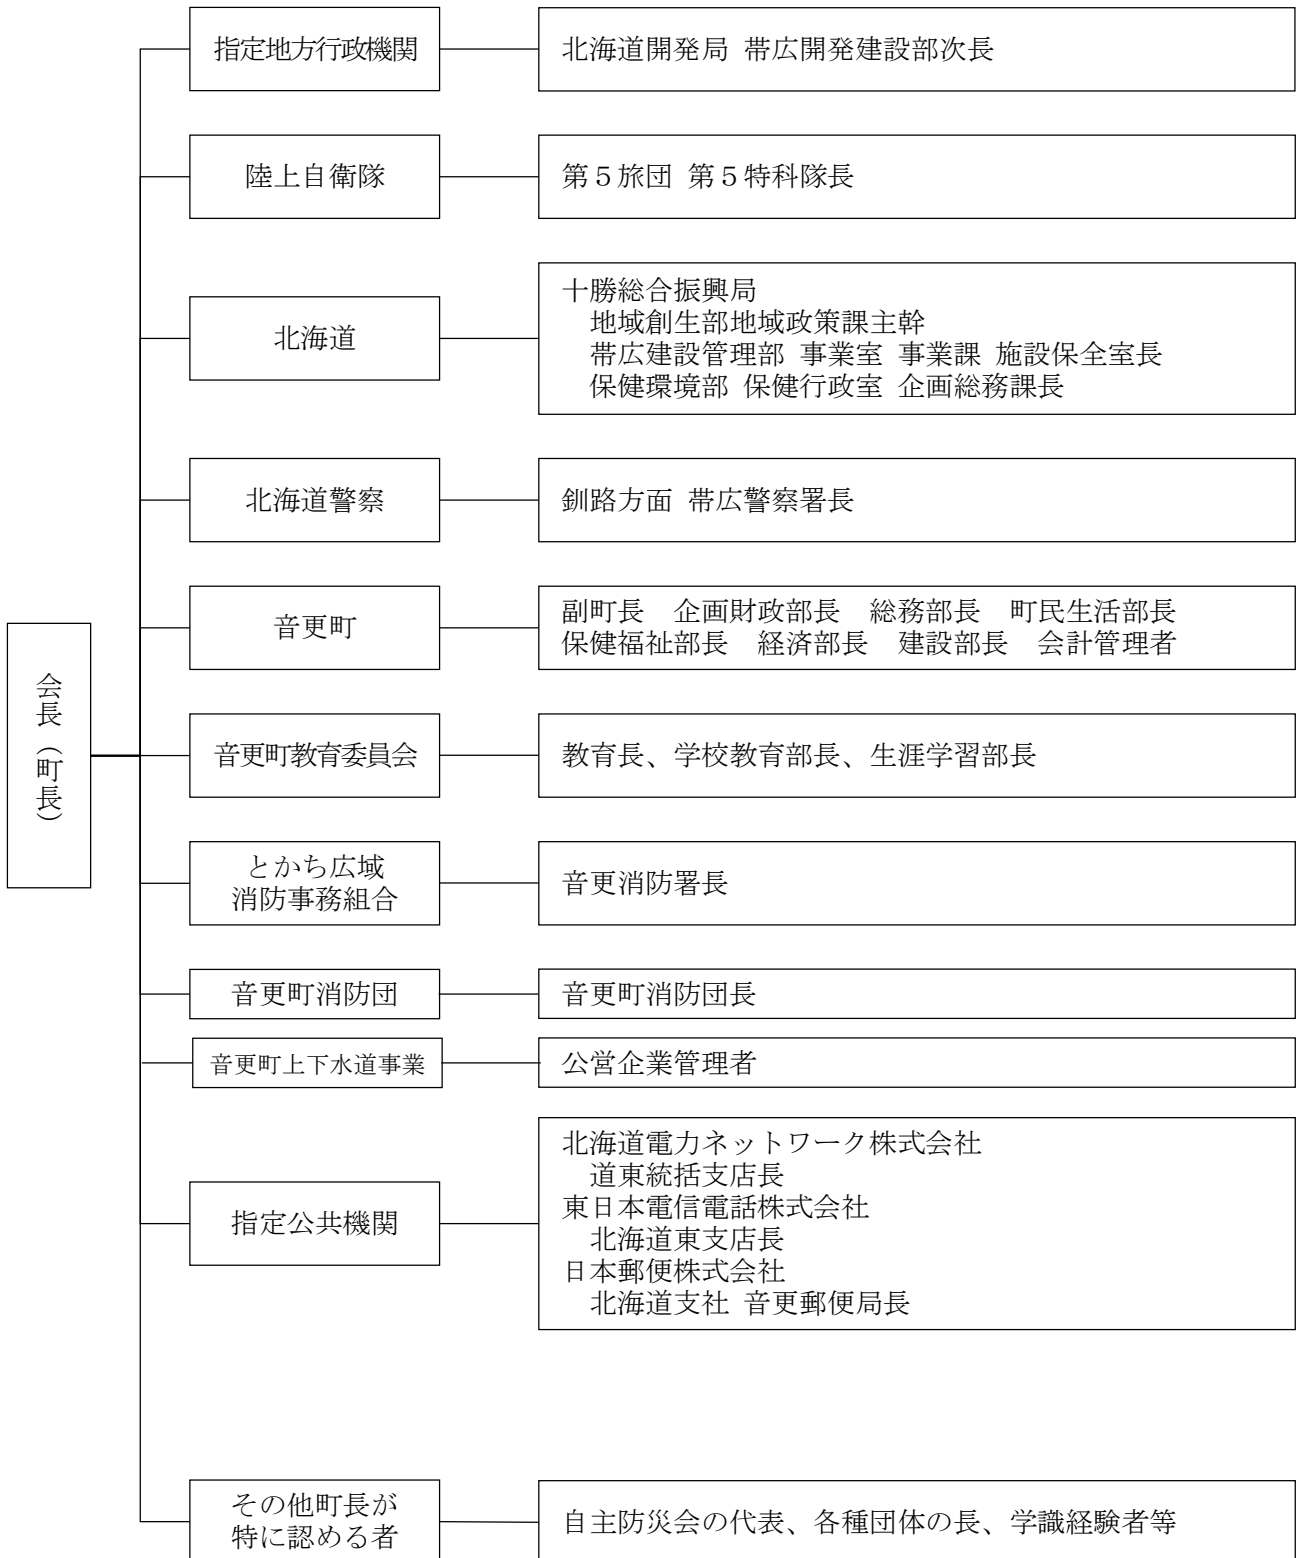 会長（町長）
指定地方行政機関
北海道開発局 帯広開発建設部次長
陸上自衛隊
第５旅団 第５特科隊長
北海道
十勝総合振興局
地域創生部地域政策課主幹
帯広建設管理部 事業室 事業課 施設保全室長
保健環境部 保健行政室 企画総務課長
北海道警察
釧路方面 帯広警察署長
音更町
副町長　企画財政部長　総務部長　町民生活部長
保健福祉部長　経済部長　建設部長　会計管理者
音更町教育委員会
教育長、学校教育部長、生涯学習部長
とかち広域
消防事務組合
音更消防署長
音更町消防団
音更町消防団長
音更町上下水道事業
公営企業管理者
指定公共機関
北海道電力ネットワーク株式会社
道東統括支店長
東日本電信電話株式会社
北海道東支店長
日本郵便株式会社
北海道支社 音更郵便局長
その他町長が
特に認める者
自主防災会の代表、各種団体の長、学識経験者等